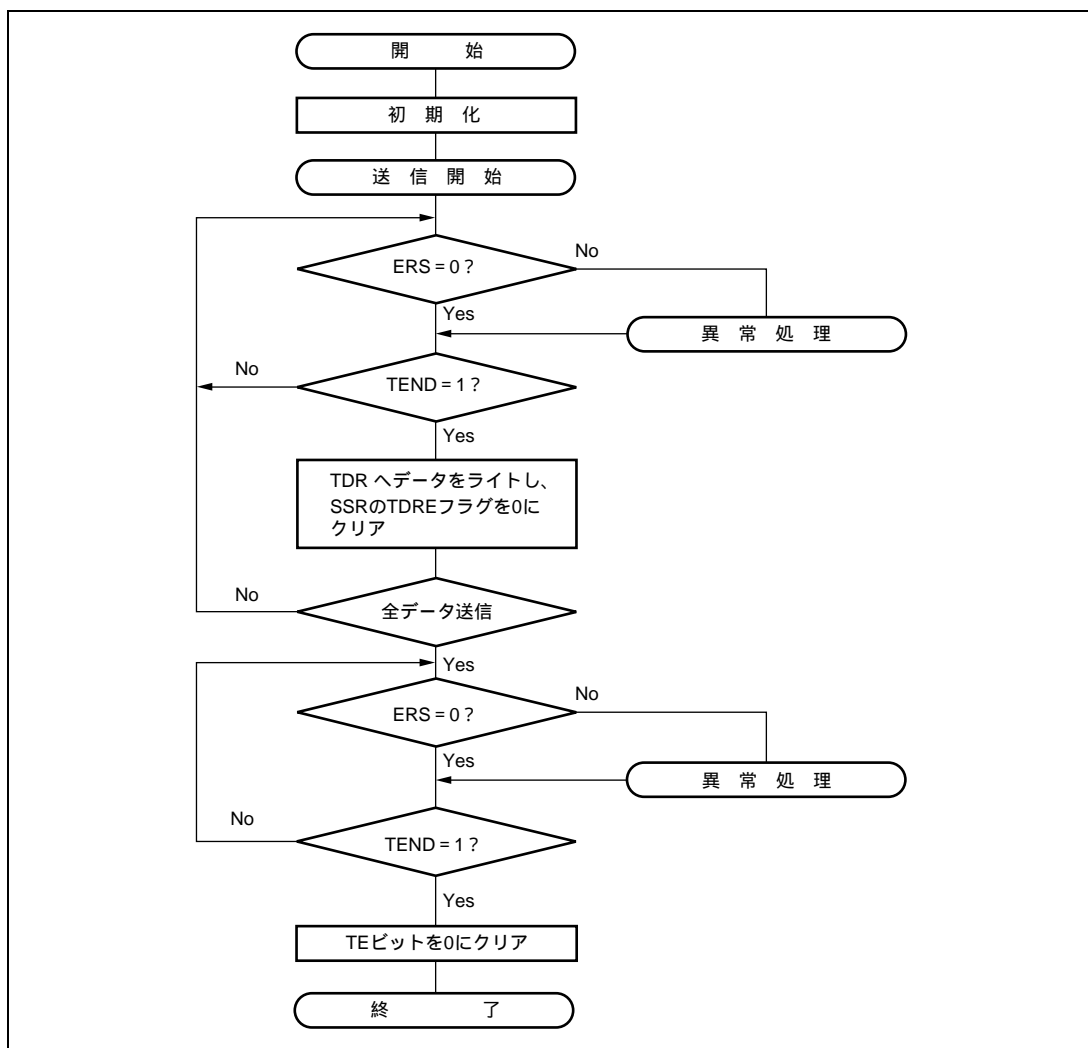 開始
初期化
送信開始
ERS = 0 ?
No
Yes
異常処理
No
TEND = 1 ?
Yes
TDR へデータをライトし、
SSRのTDREフラグを0に
クリア
No
全データ送信
Yes
ERS = 0 ?
No
Yes
異常処理
No
TEND = 1 ?
Yes
TEビットを0にクリア
終了